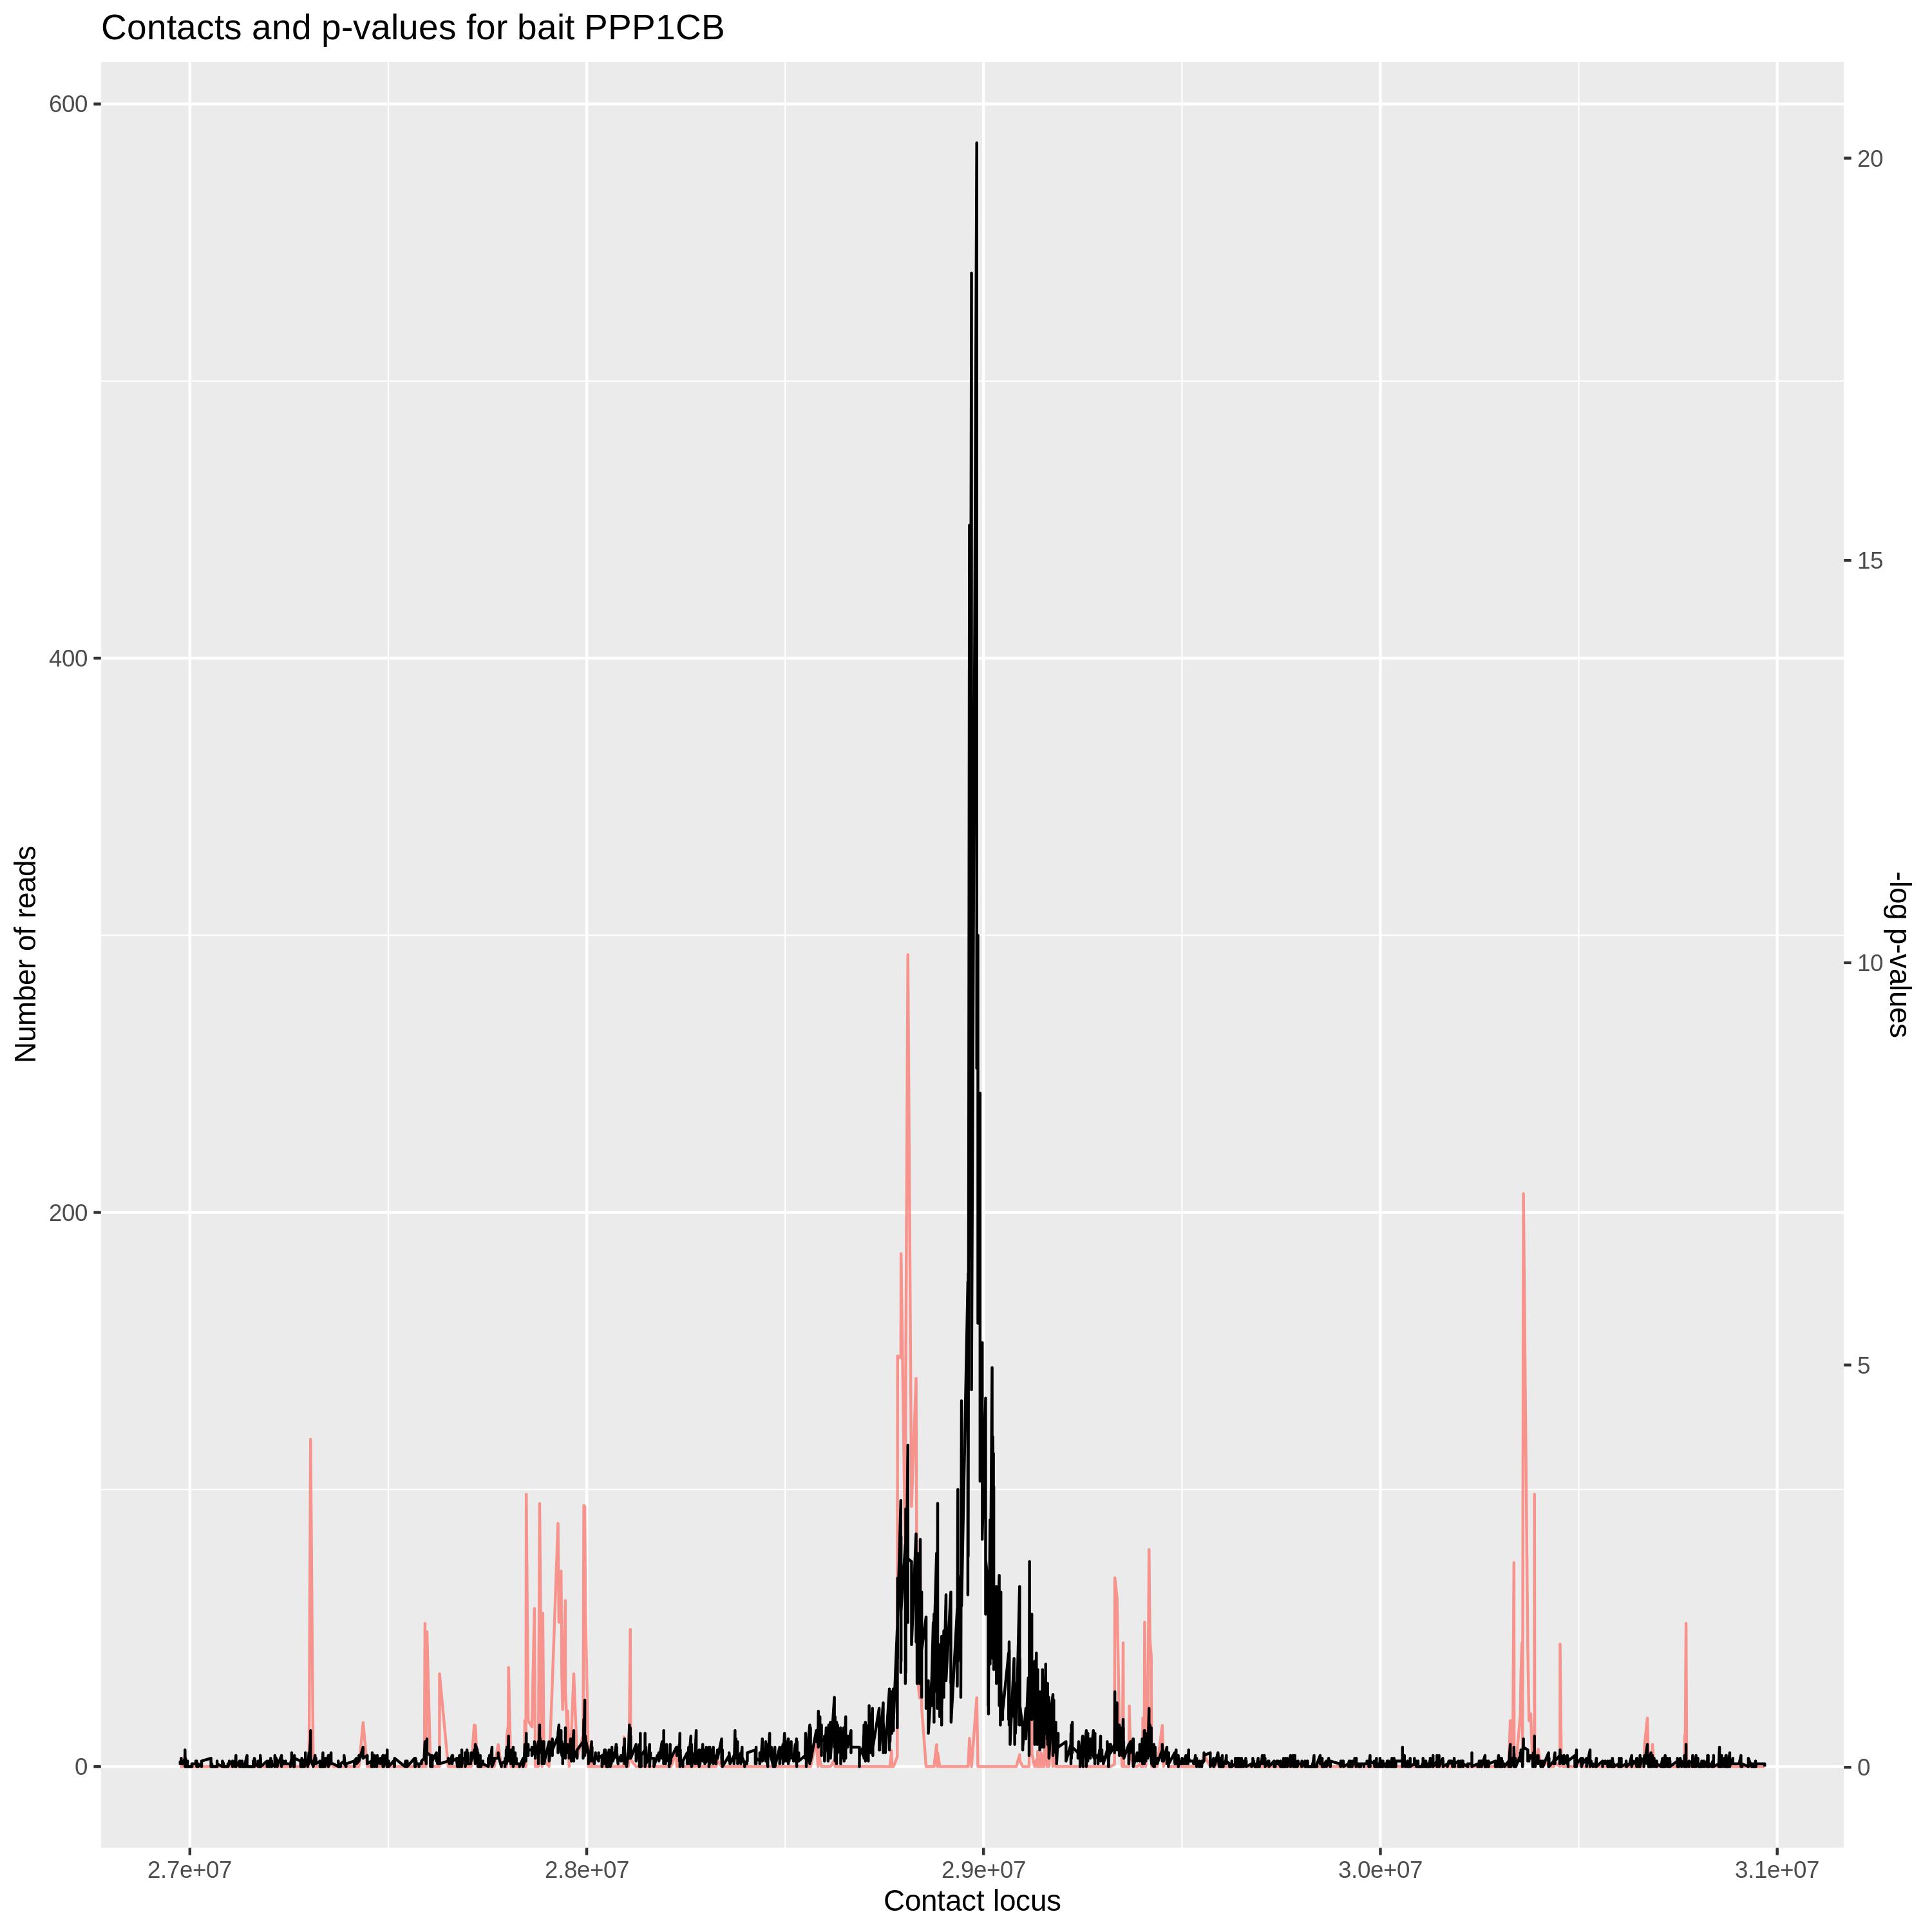 Contacts and p-values for bait PPP1CB
600
400
200
0
Number of reads
20
15
10
5
0
-log p-values
2.7e+07 2.8e+07 2.9e+07 3.0e+07 3.1e+07
Contact locus